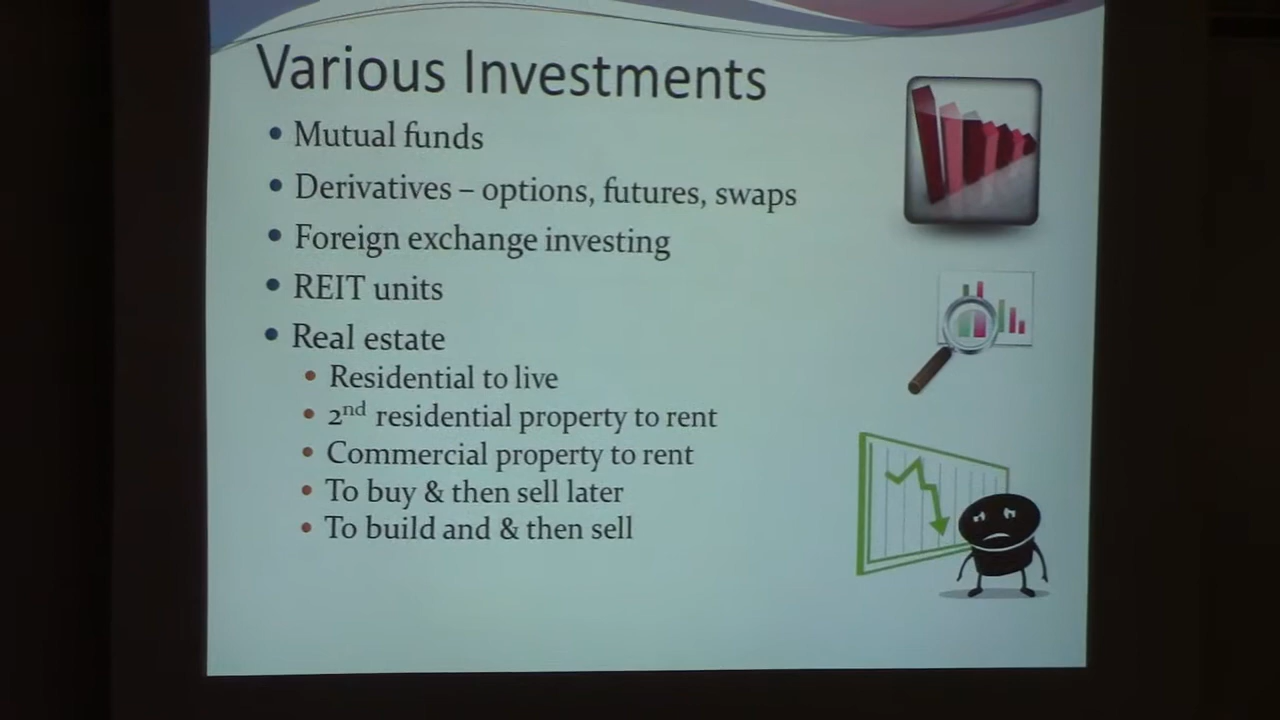 Various Investments
• Mutual funds
• Derivatives – options, futures, swaps
• Foreign exchange investing
• REIT units
• Real estate
• Residential to live
• 2nd residential property to rent
• Commercial property to rent
• To buy & then sell later
• To build and & then sell